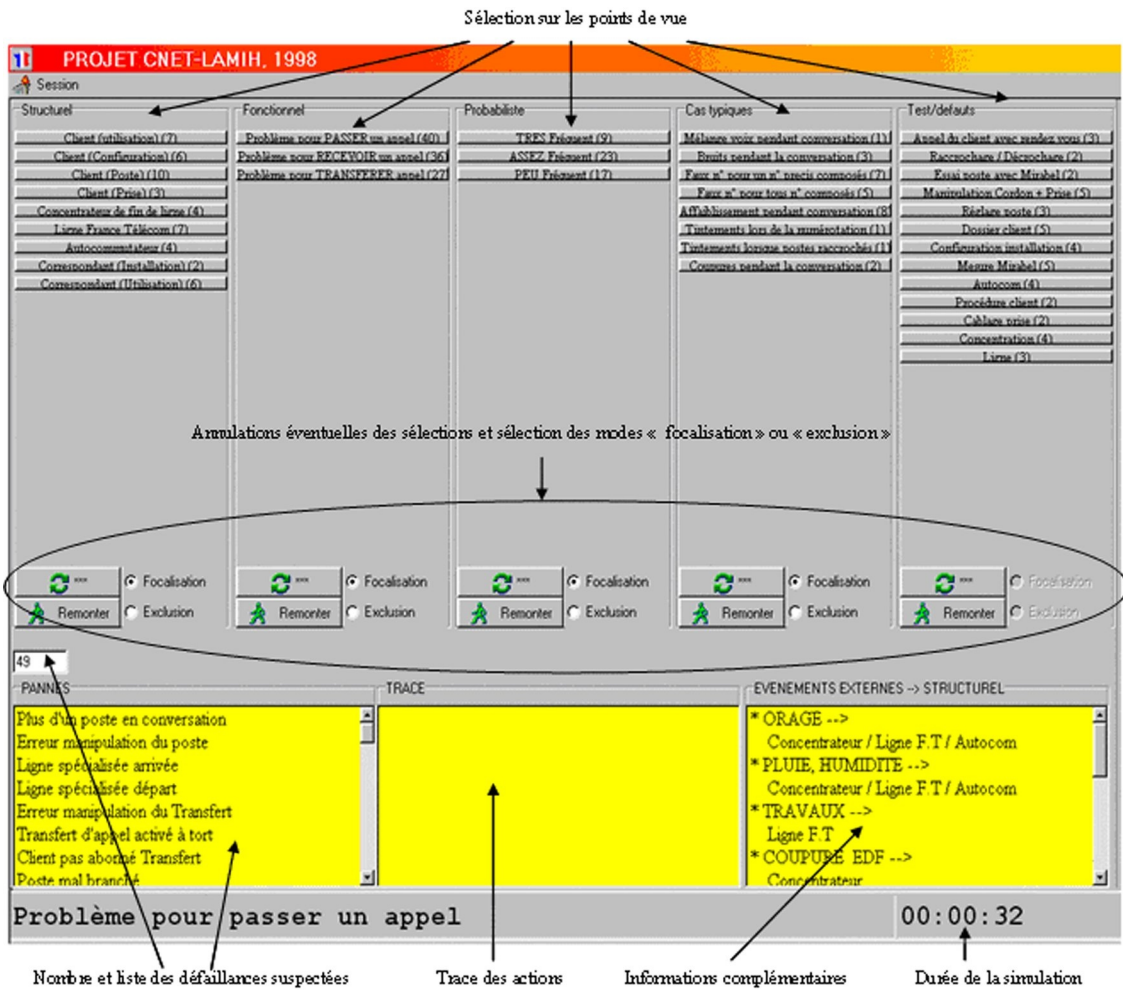 Sélection sur les points de vue
PROJET CNET-LAMIH, 1998
Session
Structurel
Client (utilisation) (7)
Client (Configuration) (6)
Client (Poste) (10)
Client (Prise) (3)
Concentrateur de fin de ligne (4)
Ligne France Télécom (7)
Autocommutateur (4)
Correspondant (Installation) (2)
Correspondant (Utilisation) (6)
Fonctionnel
Problème pour PASSER un appel (40)
Problème pour RECEVOIR un appel (36)
Problème pour TRANSFERER appel (27)
Probabiliste
TRES Fréquent (9)
ASSEZ Fréquent (23)
PEU Fréquent (17)
Cas typiques
Mélange voix pendant conversation (1)
Bruits pendant la conversation (3)
Faux n° pour un n° precis composés (7)
Faux n° pour tous n° composés (5)
Affaiblissement pendant conversation (8)
Tintements lors de la numérotation (1)
Tintements lorsque postes raccrochés (1)
Coupures pendant la conversation (2)
Test/defauts
Appel du client avec rendez vous (3)
Raccrochage / Décrochage (2)
Essai poste avec Mirabel (2)
Manipulation Cordon + Prise (5)
Réglage poste (3)
Dossier client (5)
Configuration installation (4)
Mesure Mirabel (5)
Autocom (4)
Procédure client (2)
Cablage prise (2)
Concentration (4)
Ligne (3)
Annulations éventuelles des sélections et sélection des modes « focalisation » ou « exclusion »
Focalisation
Remonter Exclusion
Focalisation
Remonter Exclusion
Focalisation
Remonter Exclusion
Focalisation
Remonter Exclusion
Focalisation
Remonter Exclusion
49
PANNES
Plus d'un poste en conversation
Erreur manipulation du poste
Ligne spécialisée arrivée
Ligne spécialisée départ
Erreur manipulation du Transfert
Transfert d'appel activé à tort
Client pas abonné Transfert
Poste mal branché
TRACE
EVENEMENTS EXTERNES --> STRUCTUREL
* ORAGE -->
Concentrateur / Ligne F.T / Autocom
* PLUIE, HUMIDITE -->
Concentrateur / Ligne F.T / Autocom
* TRAVAUX -->
Ligne F.T
* COUPURE EDF -->
Concentrateur
Problème pour passer un appel
00:00:32
Nombre et liste des défaillances suspectées
Trace des actions
Informations complémentaires
Durée de la simulation